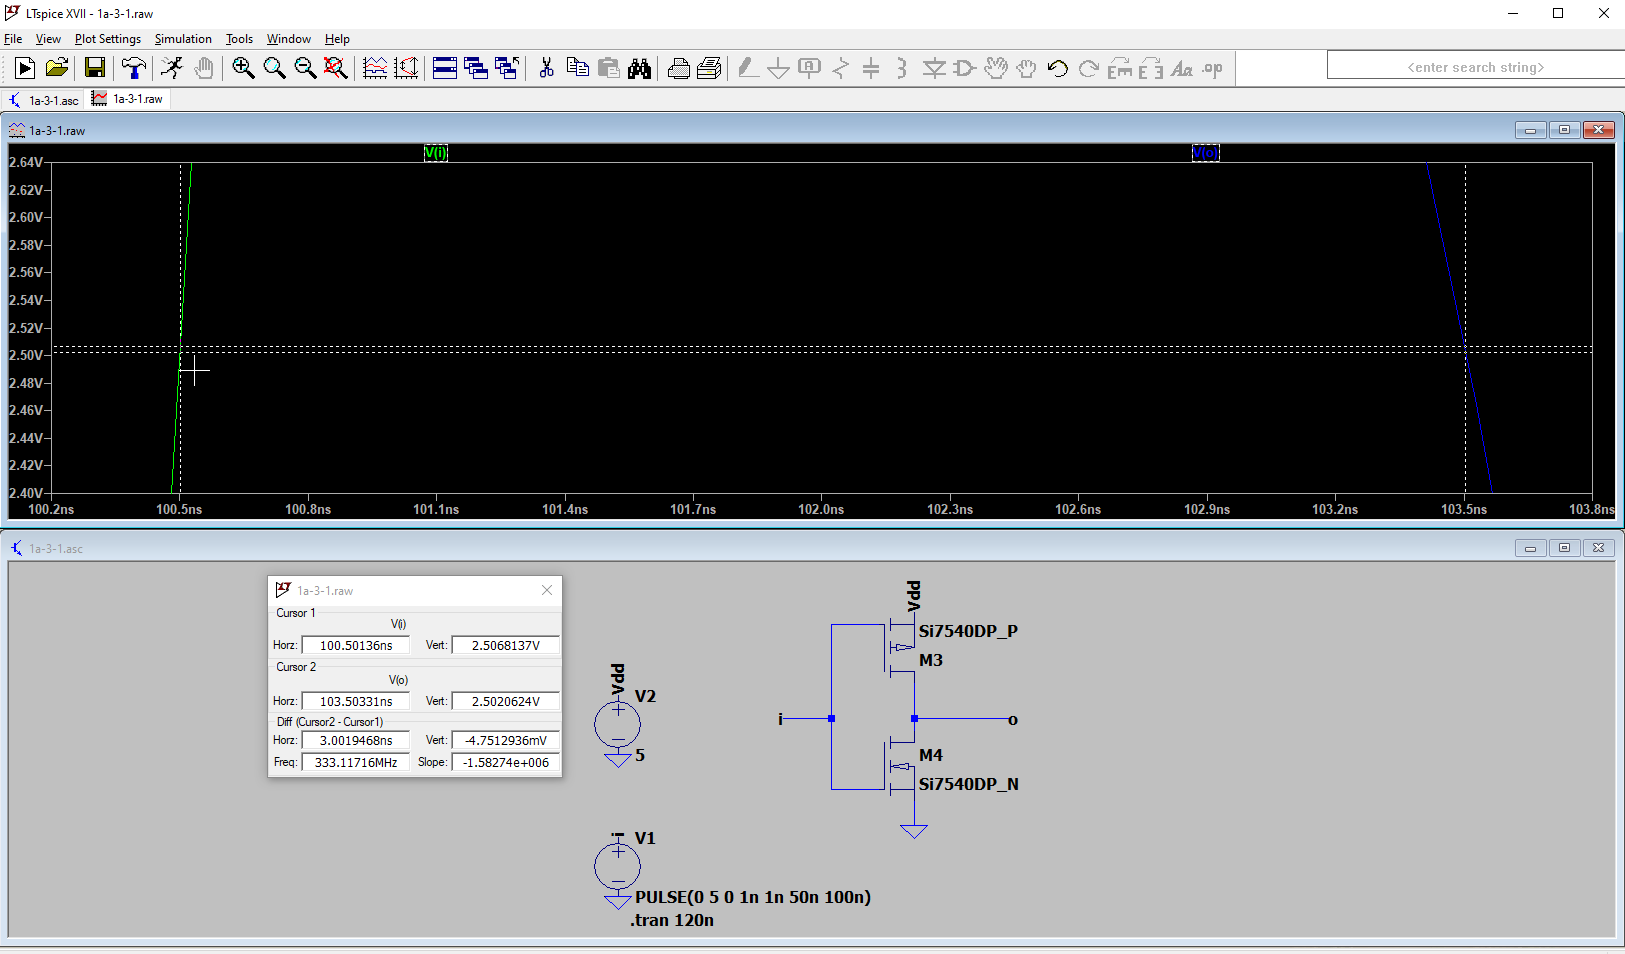 LTspice XVII - 1a-3-1.raw
File View Plot Settings Simulation Tools Window Help
.op
<enter search string>
1a-3-1.asc 1a-3-1.raw
1a-3-1.raw
V(i) V(o)
2.64V
2.62V
2.60V
2.58V
2.56V
2.54V
2.52V
2.50V
2.48V
2.46V
2.44V
2.42V
2.40V
100.2ns 100.5ns 100.8ns 101.1ns 101.4ns 101.7ns 102.0ns 102.3ns 102.6ns 102.9ns 103.2ns 103.5ns 103.8ns
1a-3-1.asc
1a-3-1.raw
Cursor 1
V(i)
Horz: 100.50136ns Vert: 2.5068137V
Cursor 2
V(o)
Horz: 103.50331ns Vert: 2.5020624V
Diff (Cursor2 - Cursor1)
Horz: 3.0019468ns Vert: -4.7512936mV
Freq: 333.11716MHz Slope: -1.58274e+006
Vdd
V2
5
i
V1
PULSE(0 5 0 1n 1n 50n 100n)
.tran 120n
Vdd
Si7540DP_P
M3
i
o
M4
Si7540DP_N